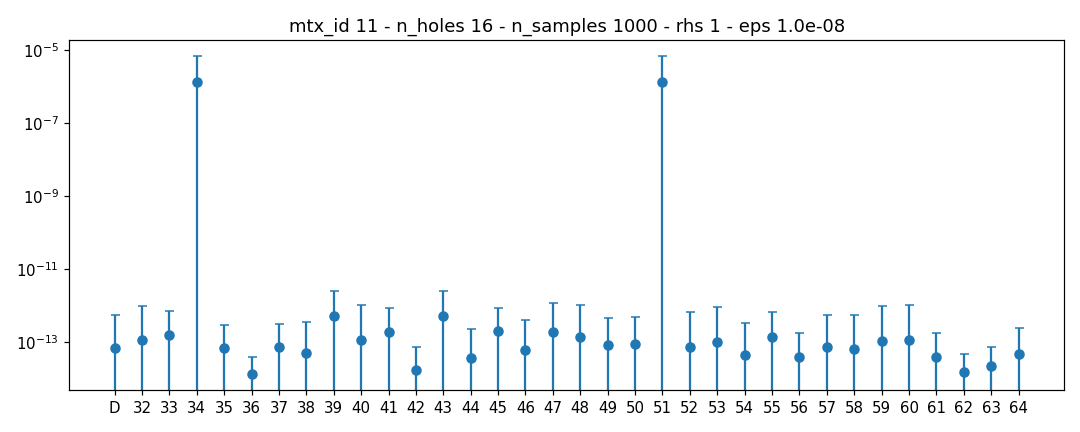 mtx_id 11 - n_holes 16 - n_samples 1000 - rhs 1 - eps 1.0e-08
10⁻⁵
10⁻⁷
10⁻⁹
10⁻¹¹
10⁻¹³
D 32 33 34 35 36 37 38 39 40 41 42 43 44 45 46 47 48 49 50 51 52 53 54 55 56 57 58 59 60 61 62 63 64